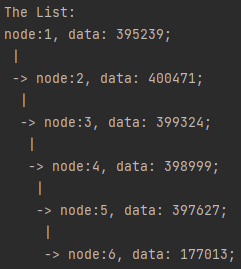 The List:
node:1, data: 395239;
|
-> node:2, data: 400471;
|
-> node:3, data: 399324;
|
-> node:4, data: 398999;
|
-> node:5, data: 397627;
|
-> node:6, data: 177013;